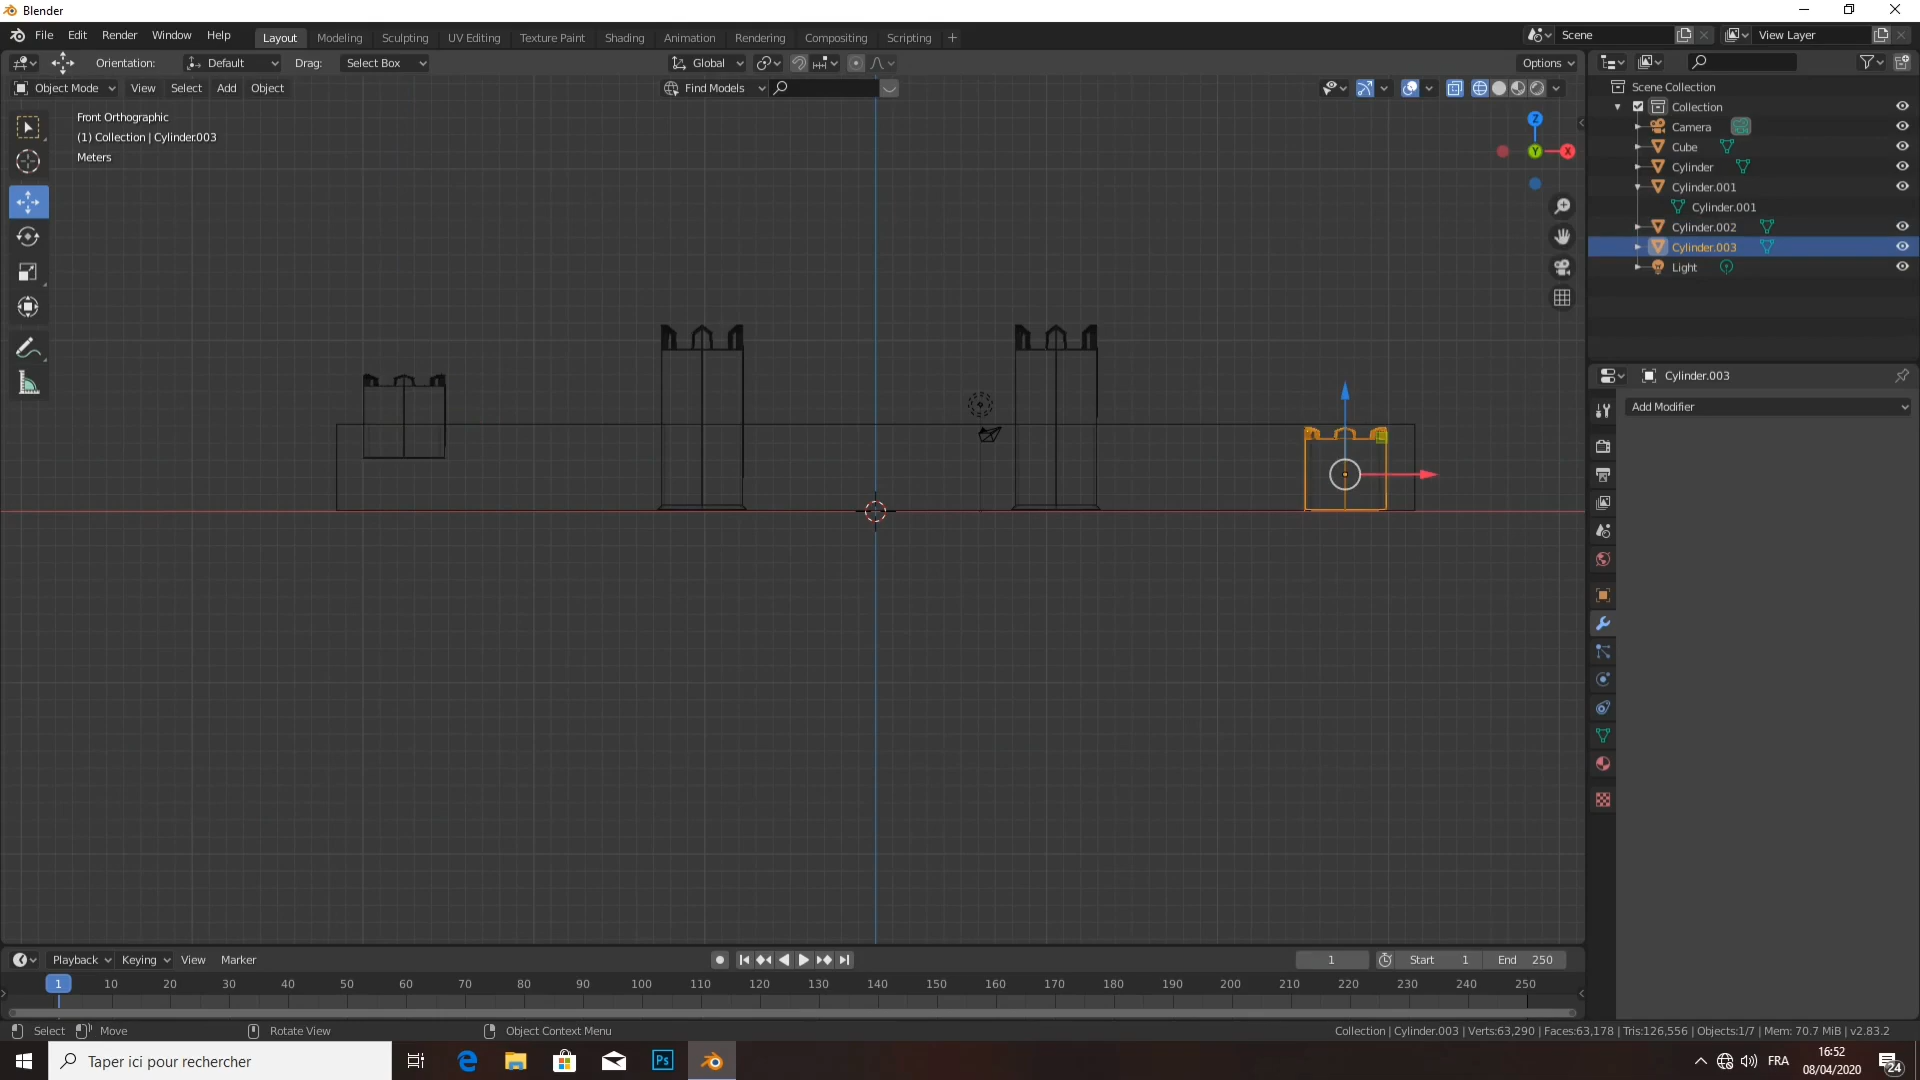 Blender
File Edit Render Window Help Layout Modeling Sculpting UV Editing Texture Paint Shading Animation Rendering Compositing Scripting + Scene View Layer
Orientation: Default Drag: Select Box Global Options
Object Mode View Select Add Object Find Models
Front Orthographic
(1) Collection | Cylinder.003
Meters
Z
Y
X
Scene Collection
Collection
Camera
Cube
Cylinder
Cylinder.001
Cylinder.001
Cylinder.002
Cylinder.003
Light
Cylinder.003
Add Modifier
Playback Keying View Marker 1 Start 1 End 250
1 10 20 30 40 50 60 70 80 90 100 110 120 130 140 150 160 170 180 190 200 210 220 230 240 250
Select Move Rotate View Object Context Menu Collection | Cylinder.003 | Verts:63,290 | Faces:63,178 | Tris:126,556 | Objects:1/7 | Mem: 70.7 MiB | v2.83.2
Taper ici pour rechercher Ps FRA 16:52
08/04/2020 24